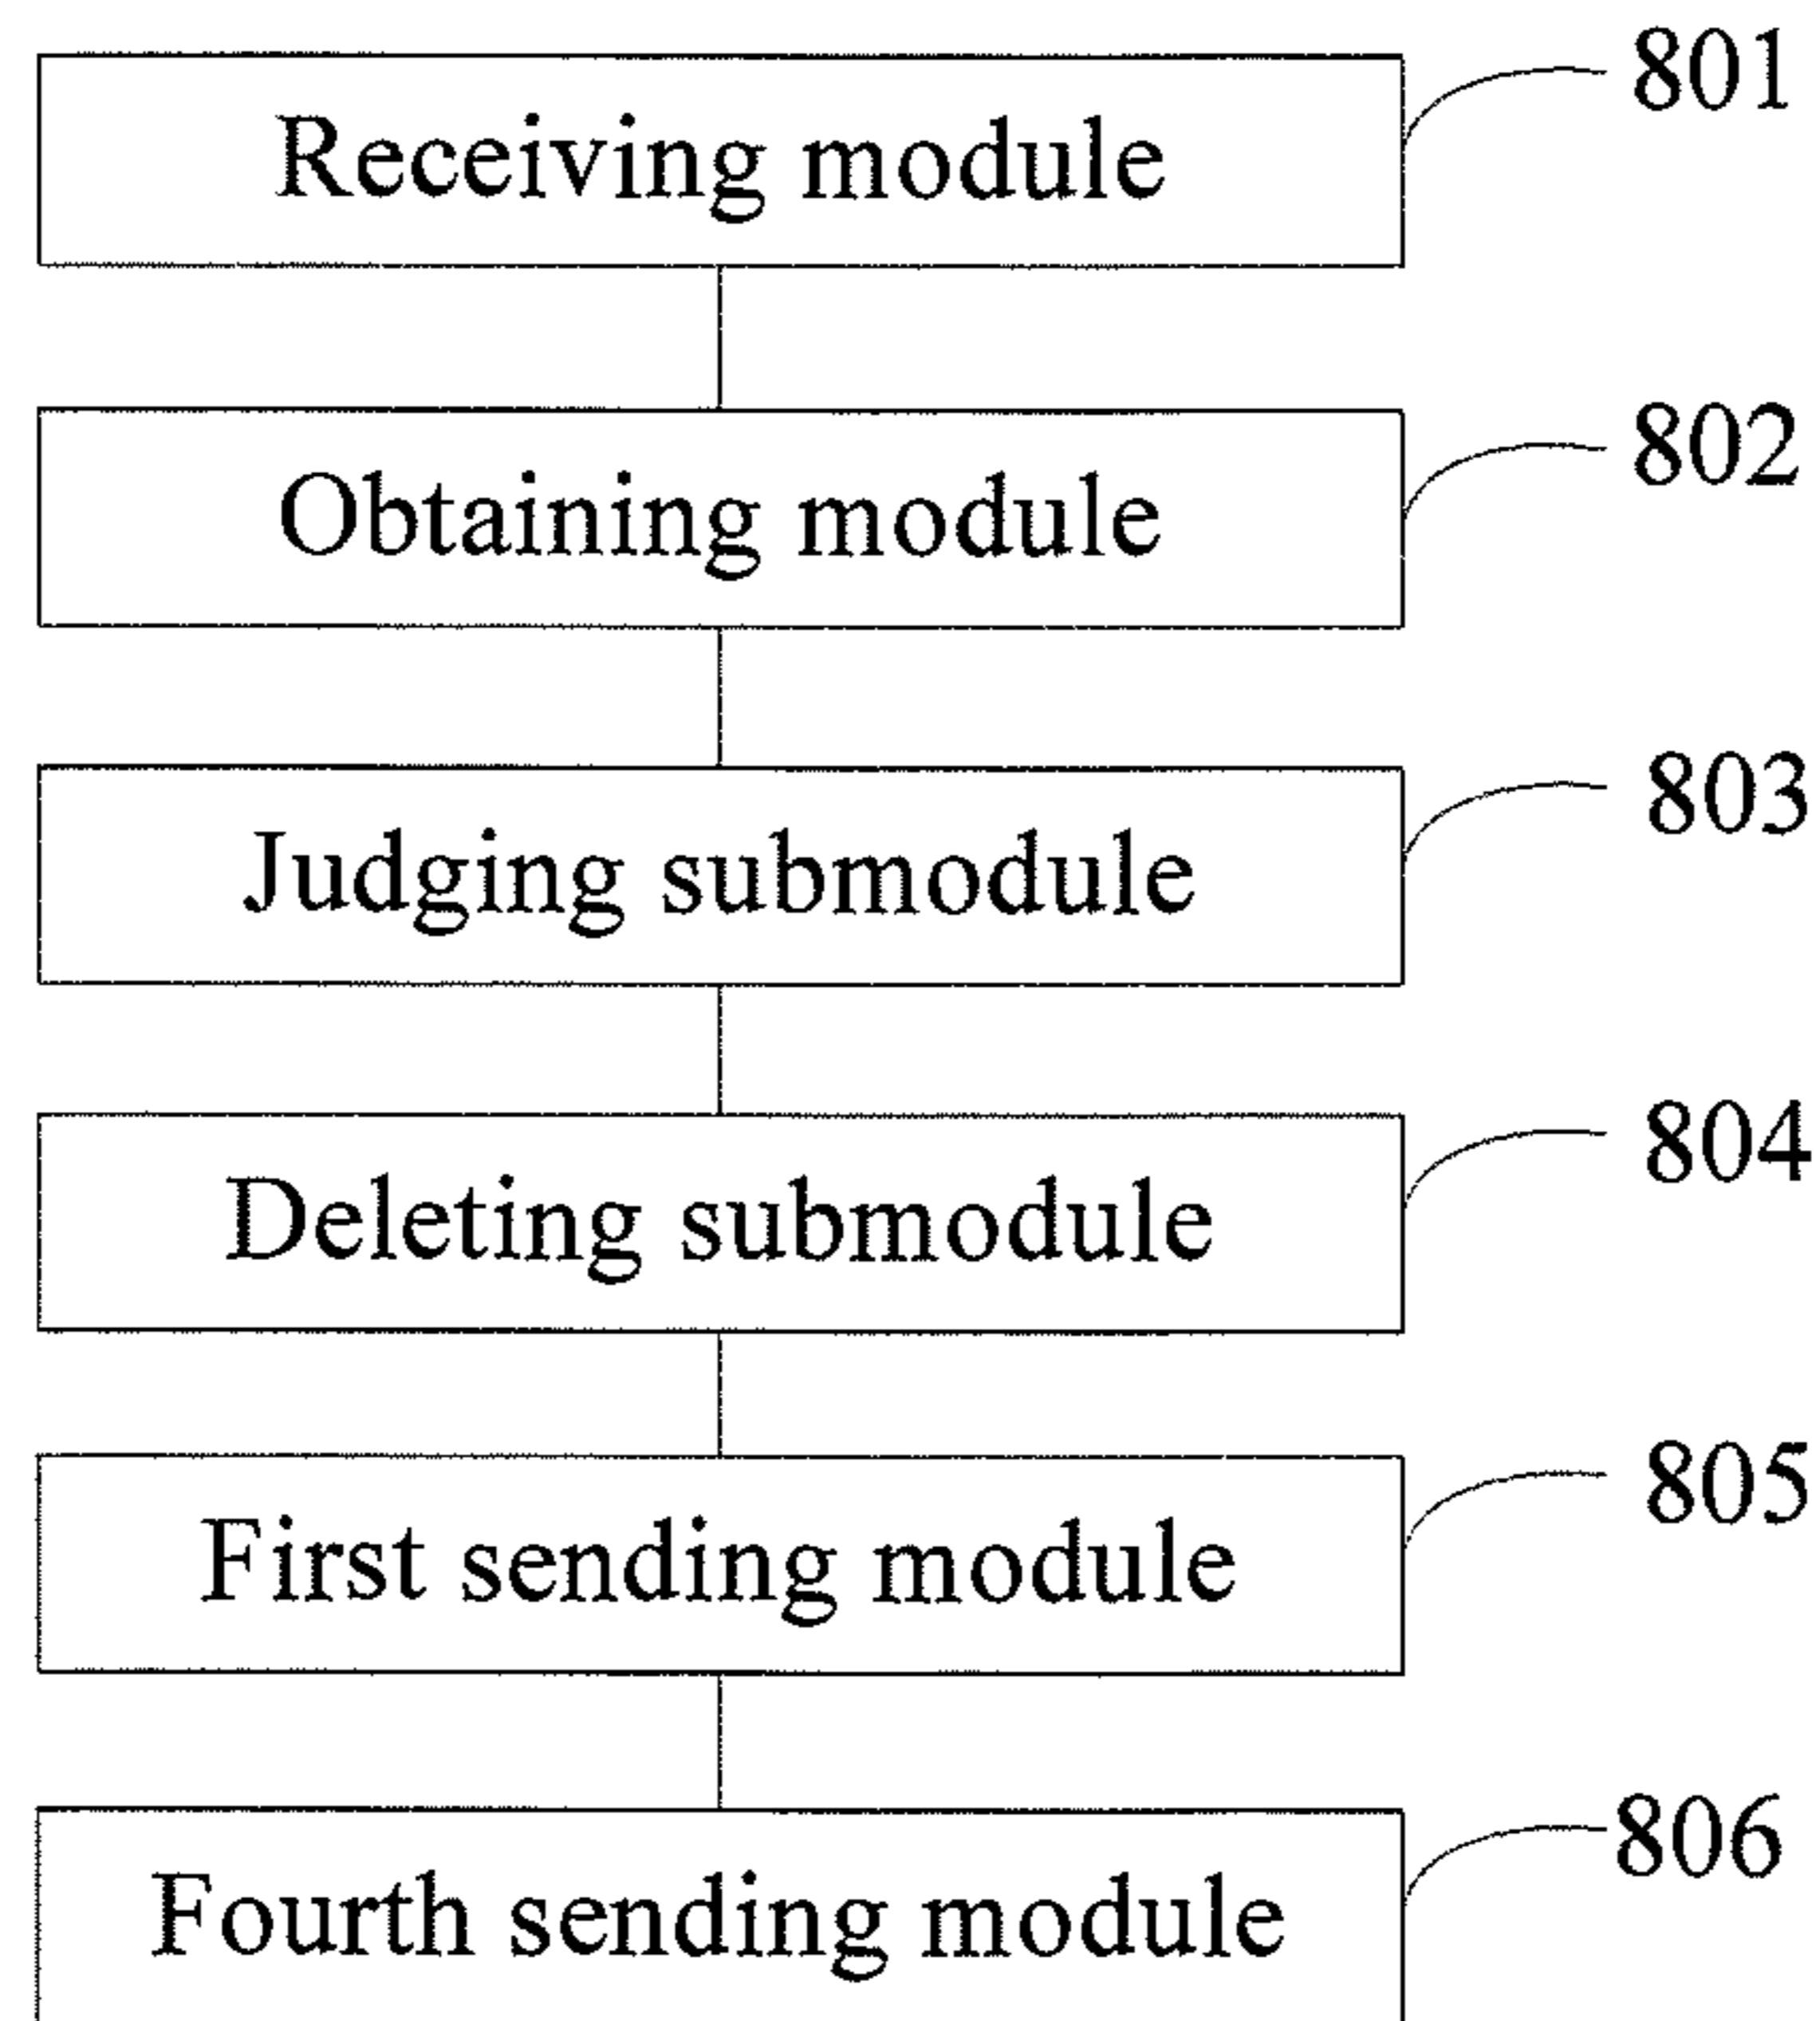 Receiving module 801
Obtaining module 802
Judging submodule 803
Deleting submodule 804
First sending module 805
Fourth sending module 806